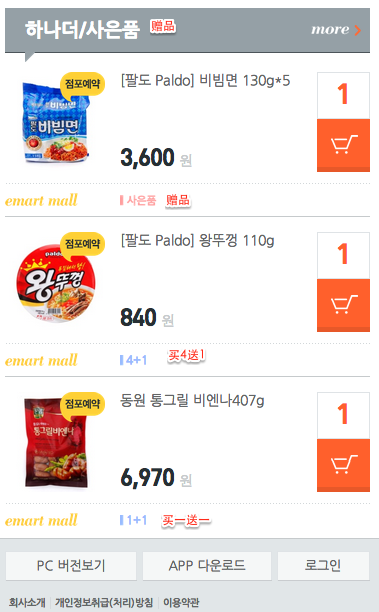 하나더/사은품 赠品 more >
점포예약
[팔도 Paldo] 비빔면 130g*5
1
팔도
비빔면
3,600 원
emart mall
사은품 赠品
점포예약
[팔도 Paldo] 왕뚜껑 110g
1
Paldo
왕뚜껑
840 원
emart mall
4+1 买4送1
점포예약
동원 통그릴 비엔나407g
1
통그릴비엔나
6,970 원
emart mall
1+1 买一送一
PC 버전보기 APP 다운로드 로그인
회사소개 개인정보취급(처리)방침 이용약관